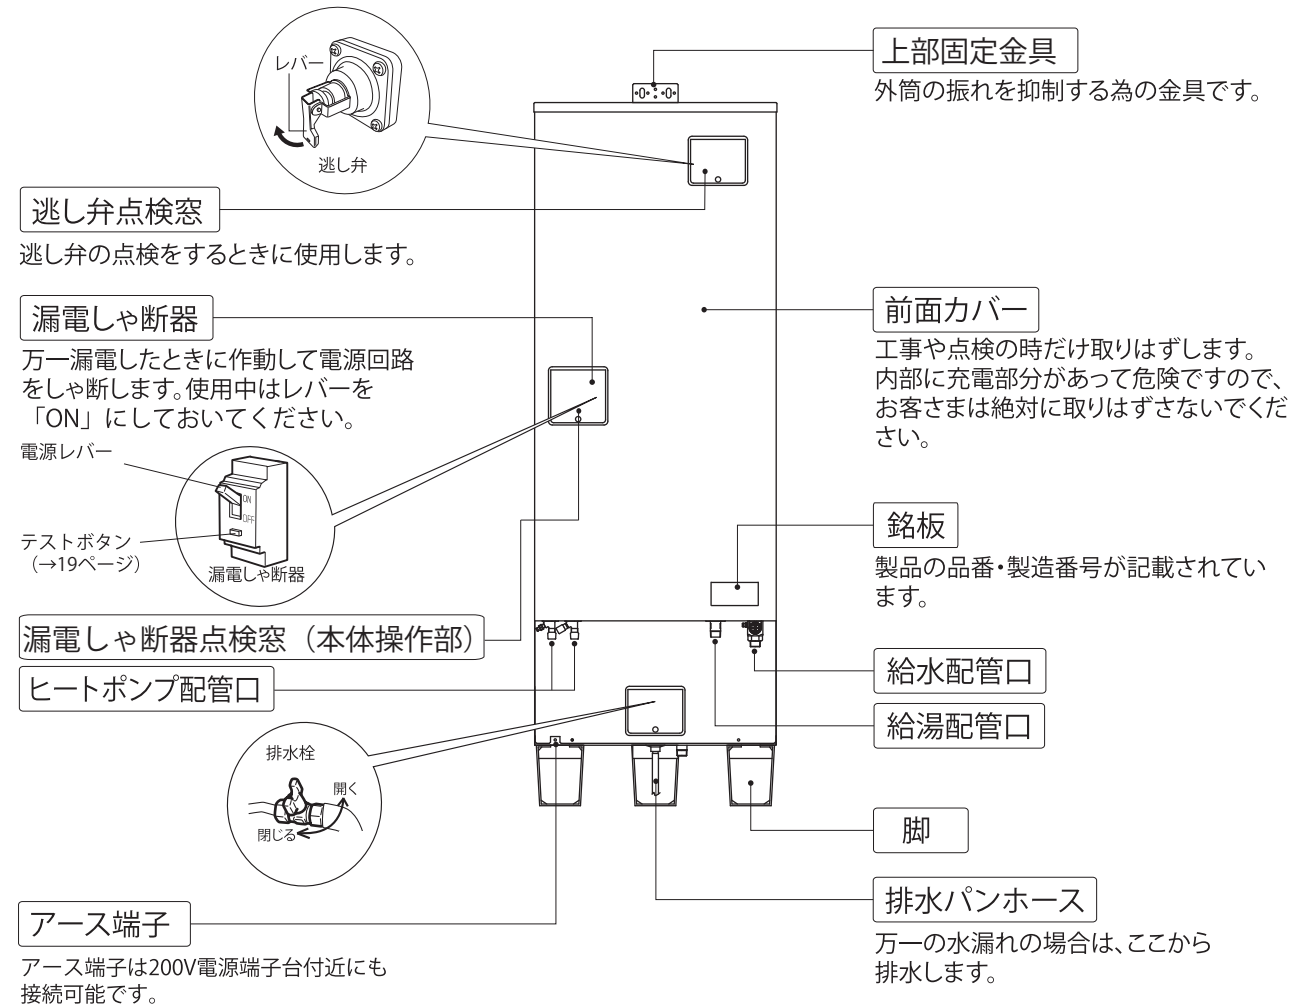 レバー
逃し弁
逃し弁点検窓
逃し弁の点検をするときに使用します。
漏電しゃ断器
万一漏電したときに作動して電源回路
をしゃ断します。使用中はレバーを
「ON」にしておいてください。
電源レバー
ON
OFF
テストボタン
（→19ページ）
漏電しゃ断器
漏電しゃ断器点検窓（本体操作部）
ヒートポンプ配管口
排水栓
開く
閉じる
アース端子
アース端子は200V電源端子台付近にも
接続可能です。
上部固定金具
外筒の振れを抑制する為の金具です。
前面カバー
工事や点検の時だけ取りはずします。
内部に充電部分があって危険ですので、
お客さまは絶対に取りはずさないでくだ
さい。
銘板
製品の品番・製造番号が記載されてい
ます。
給水配管口
給湯配管口
脚
排水パンホース
万一の水漏れの場合は、ここから
排水します。